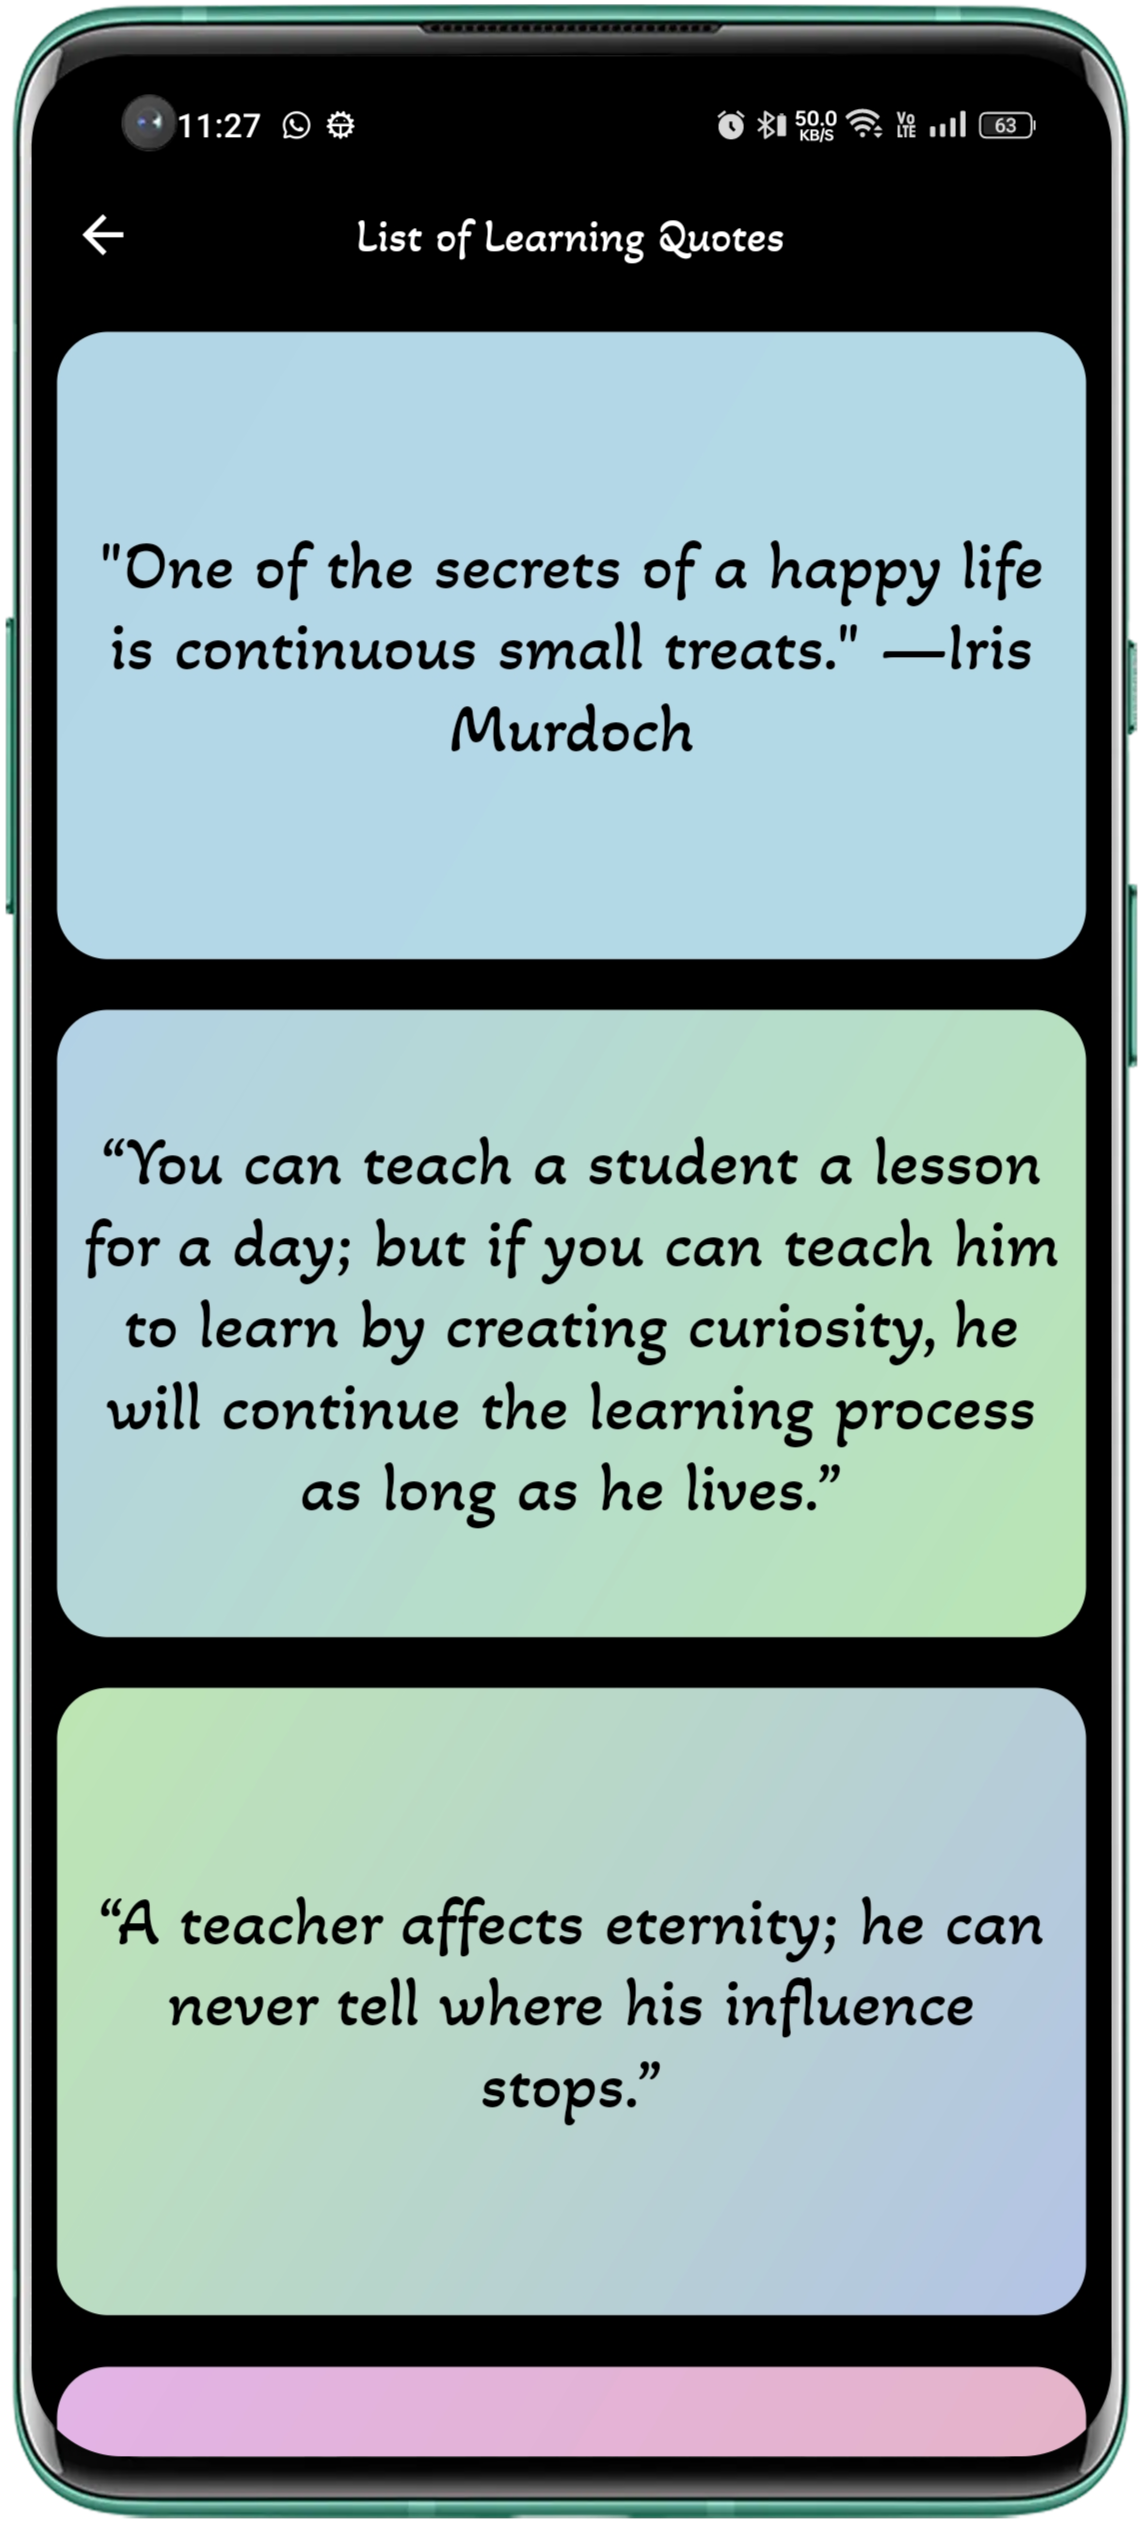 11:27 50.0 KB/S Vo LTE 63
List of Learning Quotes
"One of the secrets of a happy life
is continuous small treats." —Iris
Murdoch
“You can teach a student a lesson
for a day; but if you can teach him
to learn by creating curiosity, he
will continue the learning process
as long as he lives.”
“A teacher affects eternity; he can
never tell where his influence
stops.”